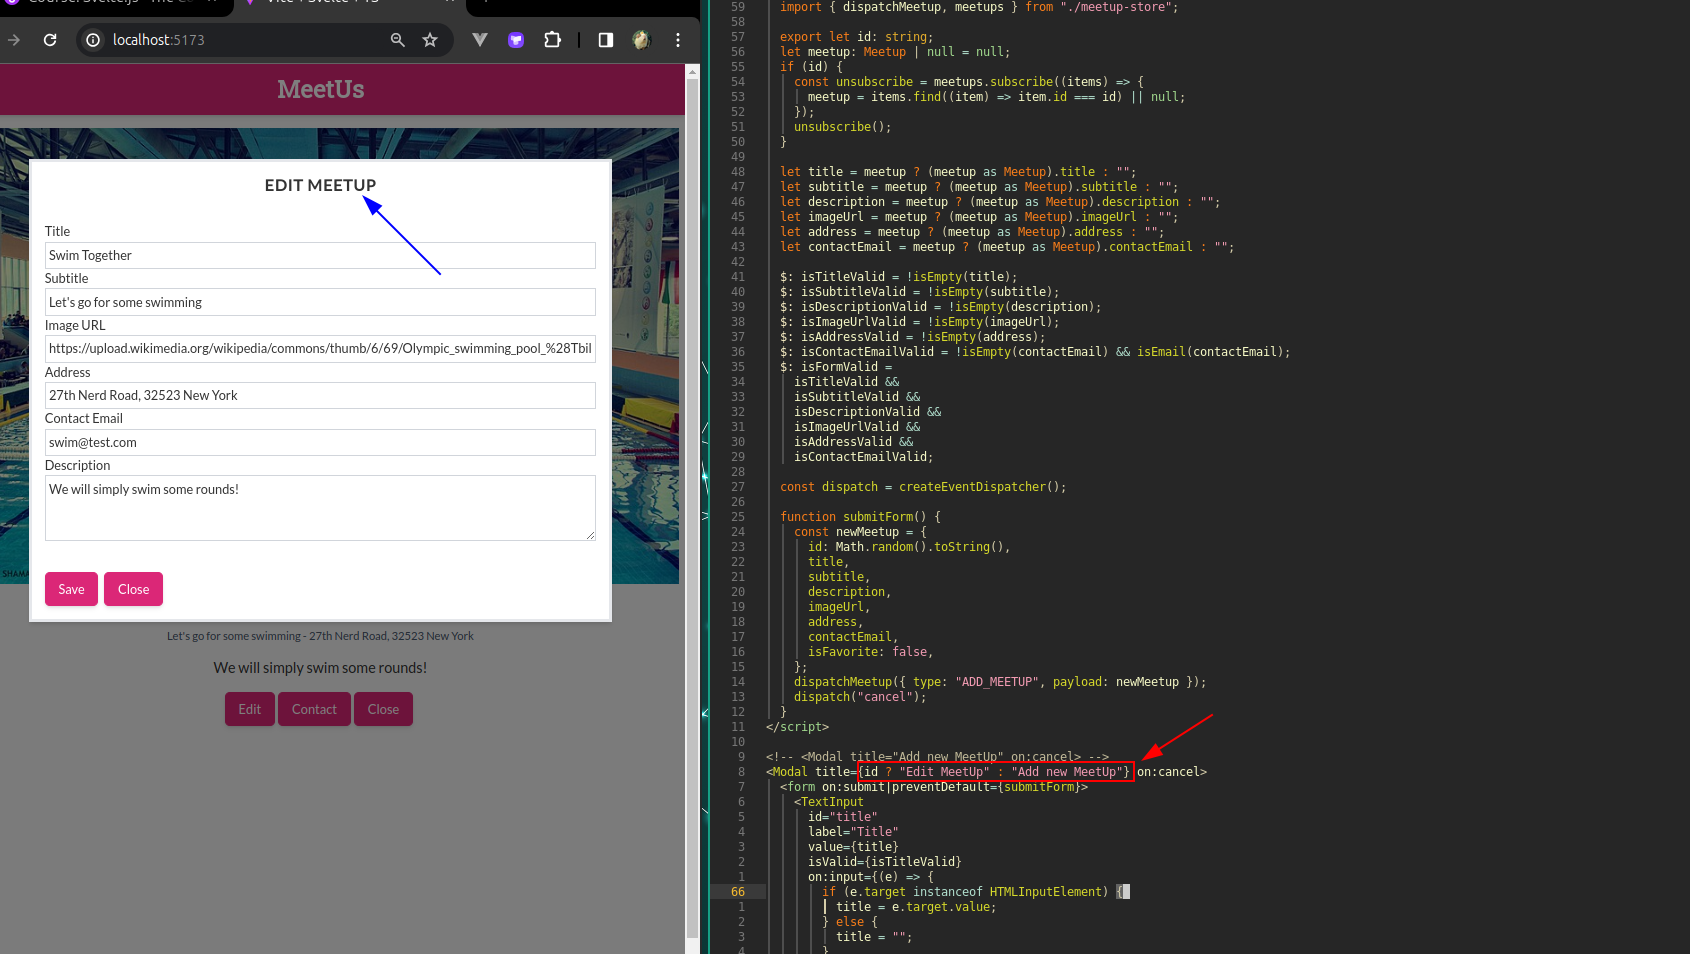 localhost:5173
MeetUs
EDIT MEETUP
Title
Swim Together
Subtitle
Let's go for some swimming
Image URL
https://upload.wikimedia.org/wikipedia/commons/thumb/6/69/Olympic_swimming_pool_%28Tbil
Address
27th Nerd Road, 32523 New York
Contact Email
swim@test.com
Description
We will simply swim some rounds!
Save Close
SHAMA
Let's go for some swimming - 27th Nerd Road, 32523 New York
We will simply swim some rounds!
Edit Contact Close
59 import { dispatchMeetup, meetups } from "./meetup-store";
58
57 export let id: string;
56 let meetup: Meetup | null = null;
55 if (id) {
54 const unsubscribe = meetups.subscribe((items) => {
53 meetup = items.find((item) => item.id === id) || null;
52 });
51 unsubscribe();
50 }
49
48 let title = meetup ? (meetup as Meetup).title : "";
47 let subtitle = meetup ? (meetup as Meetup).subtitle : "";
46 let description = meetup ? (meetup as Meetup).description : "";
45 let imageUrl = meetup ? (meetup as Meetup).imageUrl : "";
44 let address = meetup ? (meetup as Meetup).address : "";
43 let contactEmail = meetup ? (meetup as Meetup).contactEmail : "";
42
41 $: isTitleValid = !isEmpty(title);
40 $: isSubtitleValid = !isEmpty(subtitle);
39 $: isDescriptionValid = !isEmpty(description);
38 $: isImageUrlValid = !isEmpty(imageUrl);
37 $: isAddressValid = !isEmpty(address);
36 $: isContactEmailValid = !isEmpty(contactEmail) && isEmail(contactEmail);
35 $: isFormValid =
34 isTitleValid &&
33 isSubtitleValid &&
32 isDescriptionValid &&
31 isImageUrlValid &&
30 isAddressValid &&
29 isContactEmailValid;
28
27 const dispatch = createEventDispatcher();
26
25 function submitForm() {
24 const newMeetup = {
23 id: Math.random().toString(),
22 title,
21 subtitle,
20 description,
19 imageUrl,
18 address,
17 contactEmail,
16 isFavorite: false,
15 };
14 dispatchMeetup({ type: "ADD_MEETUP", payload: newMeetup });
13 dispatch("cancel");
12 }
11 </script>
10
9 <!-- <Modal title="Add new MeetUp" on:cancel> -->
8 <Modal title={id ? "Edit MeetUp" : "Add new MeetUp"} on:cancel>
7 <form on:submit|preventDefault={submitForm}>
6 <TextInput
5 id="title"
4 label="Title"
3 value={title}
2 isValid={isTitleValid}
1 on:input={(e) => {
66 if (e.target instanceof HTMLInputElement) {
1 title = e.target.value;
2 } else {
3 title = "";
4 }